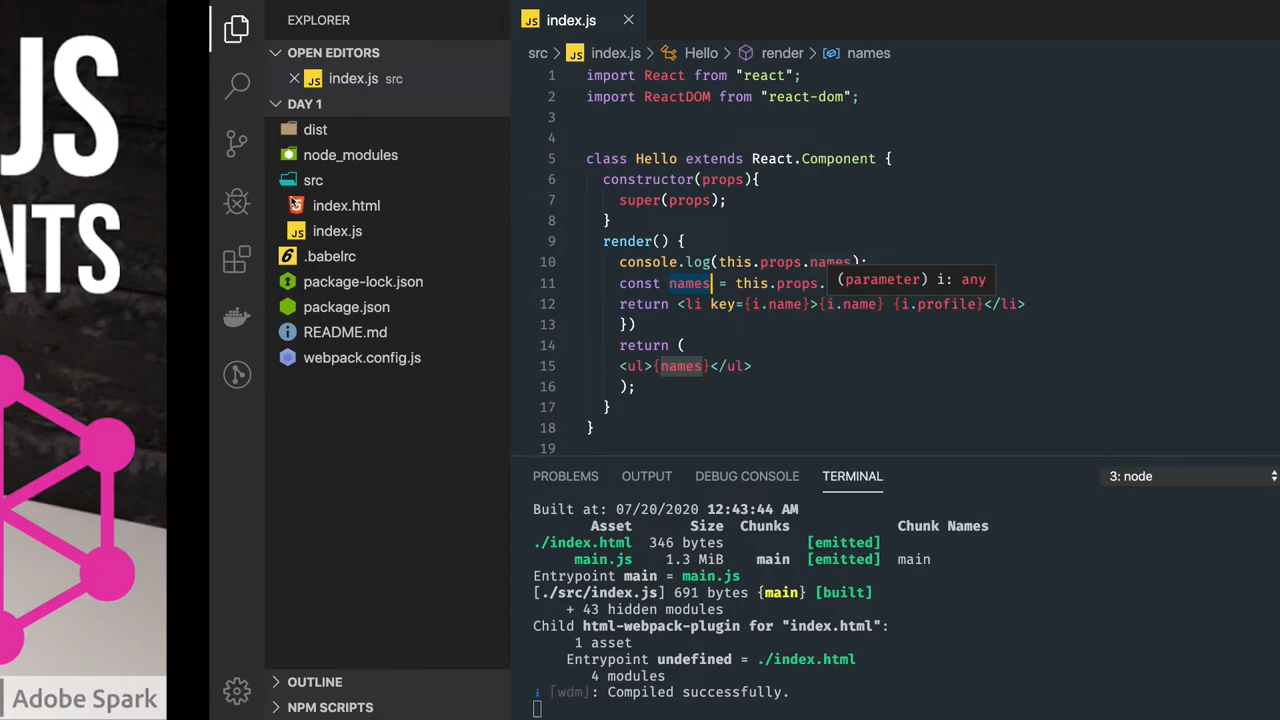 JS
NTS
Adobe Spark
EXPLORER
OPEN EDITORS
index.js src
DAY 1
dist
node_modules
src
index.html
index.js
.babelrc
package-lock.json
package.json
README.md
webpack.config.js
OUTLINE
NPM SCRIPTS
index.js
src > index.js > Hello > render > names
1 import React from "react";
2 import ReactDOM from "react-dom";
3
4
5 class Hello extends React.Component {
6 constructor(props){
7 super(props);
8 }
9 render() {
10 console.log(this.props.names);
11 const names = this.props.
(parameter) i: any
12 return <li key={i.name}>{i.name} {i.profile}</li>
13 })
14 return (
15 <ul>{names}</ul>
16 );
17 }
18 }
19
PROBLEMS OUTPUT DEBUG CONSOLE TERMINAL 3: node
Built at: 07/20/2020 12:43:44 AM
Asset Size Chunks Chunk Names
./index.html 346 bytes [emitted]
main.js 1.3 MiB main [emitted] main
Entrypoint main = main.js
[./src/index.js] 691 bytes {main} [built]
+ 43 hidden modules
Child html-webpack-plugin for "index.html":
1 asset
Entrypoint undefined = ./index.html
4 modules
ℹ ｢wdm｣: Compiled successfully.